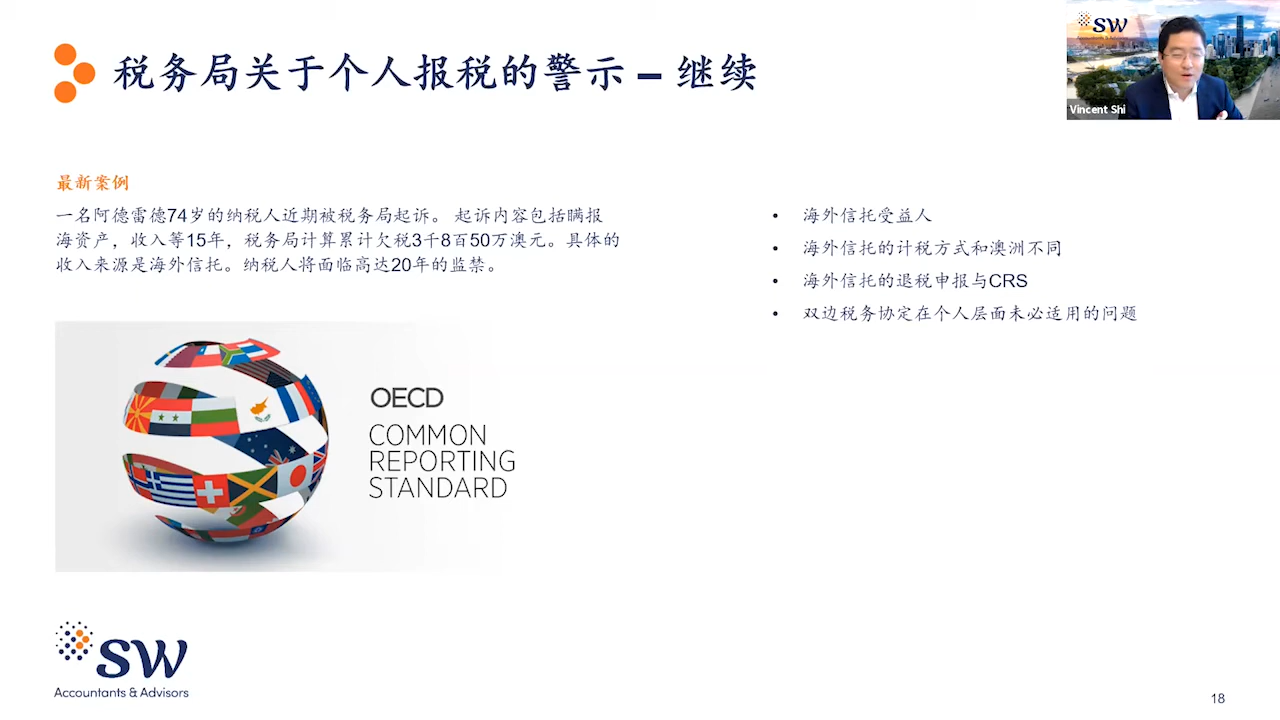 税务局关于个人报税的警示 – 继续
SW
Accountants & Advisors
Vincent Shi
最新案例
一名阿德雷德74岁的纳税人近期被税务局起诉。 起诉内容包括瞒报
海资产，收入等15年，税务局计算累计欠税3千8百50万澳元。具体的
收入来源是海外信托。纳税人将面临高达20年的监禁。
• 海外信托受益人
• 海外信托的计税方式和澳洲不同
• 海外信托的退税申报与CRS
• 双边税务协定在个人层面未必适用的问题
OECD
COMMON
REPORTING
STANDARD
SW
Accountants & Advisors
18